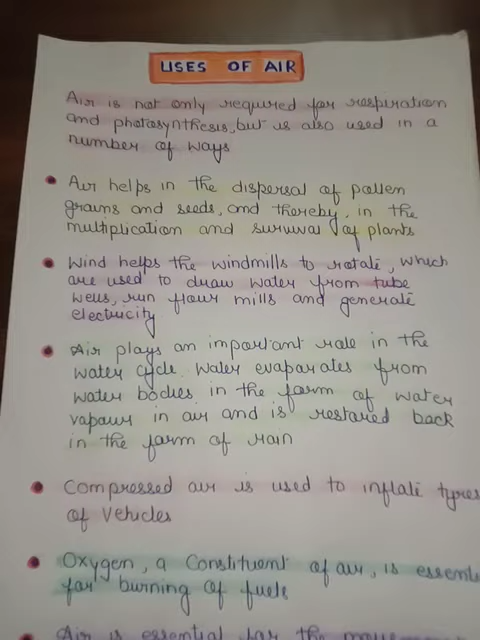 USES OF AIR
Air is not only required for respiration
and photosynthesis, but is also used in a
number of ways
Air helps in the dispersal of pollen
grains and seeds, and thereby, in the
multiplication and survival of plants
Wind helps the windmills to rotate, which
are used to draw water from tube
wells, run flour mills and generate
electricity
Air plays an important role in the
water cycle. Water evaporates from
water bodies in the form of water
vapour in air and is restored back
in the form of rain
Compressed air is used to inflate tyres
of vehicles
Oxygen, a constituent of air, is essenti
for burning of fuels
Air is essential for the